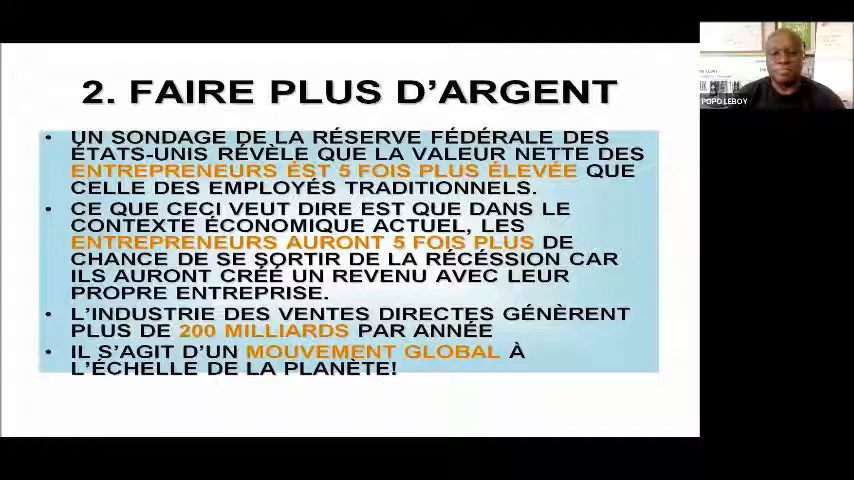 2. FAIRE PLUS D'ARGENT
• UN SONDAGE DE LA RÉSERVE FÉDÉRALE DES
ÉTATS-UNIS RÉVÈLE QUE LA VALEUR NETTE DES
ENTREPRENEURS EST 5 FOIS PLUS ÉLEVÉE QUE
CELLE DES EMPLOYÉS TRADITIONNELS.
• CE QUE CECI VEUT DIRE EST QUE DANS LE
CONTEXTE ÉCONOMIQUE ACTUEL, LES
ENTREPRENEURS AURONT 5 FOIS PLUS DE
CHANCE DE SE SORTIR DE LA RÉCÉSSION CAR
ILS AURONT CRÉÉ UN REVENU AVEC LEUR
PROPRE ENTREPRISE.
• L'INDUSTRIE DES VENTES DIRECTES GÉNÈRENT
PLUS DE 200 MILLIARDS PAR ANNÉE
• IL S'AGIT D'UN MOUVEMENT GLOBAL À
L'ÉCHELLE DE LA PLANÈTE!
POPO LEBOY